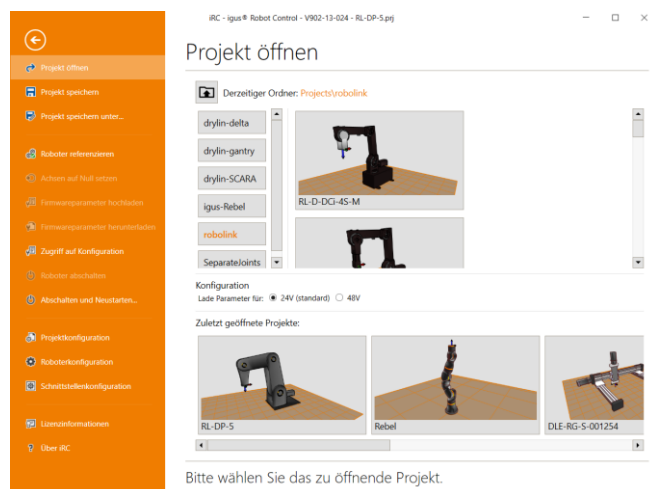 iRC - igus® Robot Control - V902-13-024 - RL-DP-5.prj
Projekt öffnen
Projekt speichern
Projekt speichern unter...
Roboter referenzieren
Achsen auf Null setzen
Firmwareparameter hochladen
Firmwareparameter herunterladen
Zugriff auf Konfiguration
Roboter abschalten
Abschalten und Neustarten...
Projektkonfiguration
Roboterkonfiguration
Schnittstellenkonfiguration
Lizenzinformationen
Über iRC
Projekt öffnen
Derzeitiger Ordner: Projects\robolink
drylin-delta
drylin-gantry
drylin-SCARA
igus-Rebel
robolink
SeparateJoints
RL-D-DCi-4S-M
Konfiguration
Lade Parameter für: 24V (standard) 48V
Zuletzt geöffnete Projekte:
RL-DP-5
Rebel
DLE-RG-S-001254
Bitte wählen Sie das zu öffnende Projekt.